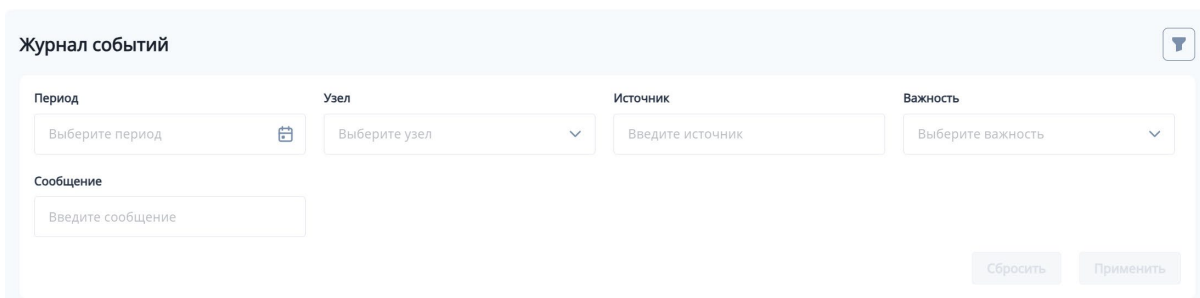 Журнал событий
Период Узел Источник Важность
Выберите период Выберите узел Введите источник Выберите важность
Сообщение
Введите сообщение
Сбросить Применить